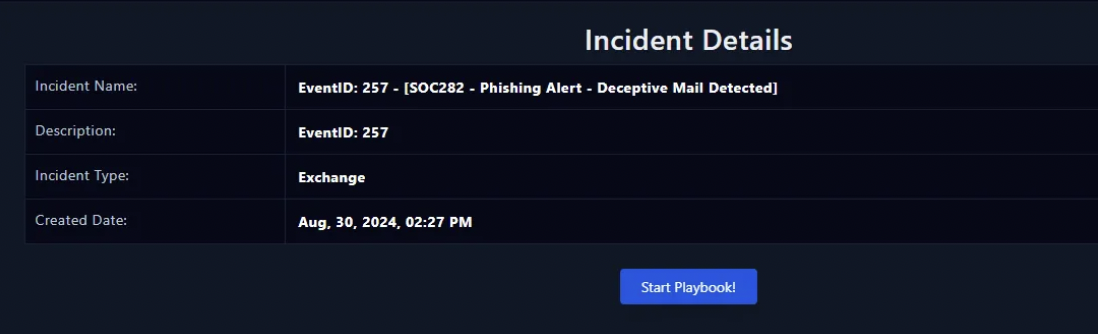 Incident Details
Incident Name: EventID: 257 - [SOC282 - Phishing Alert - Deceptive Mail Detected]
Description: EventID: 257
Incident Type: Exchange
Created Date: Aug, 30, 2024, 02:27 PM
Start Playbook!